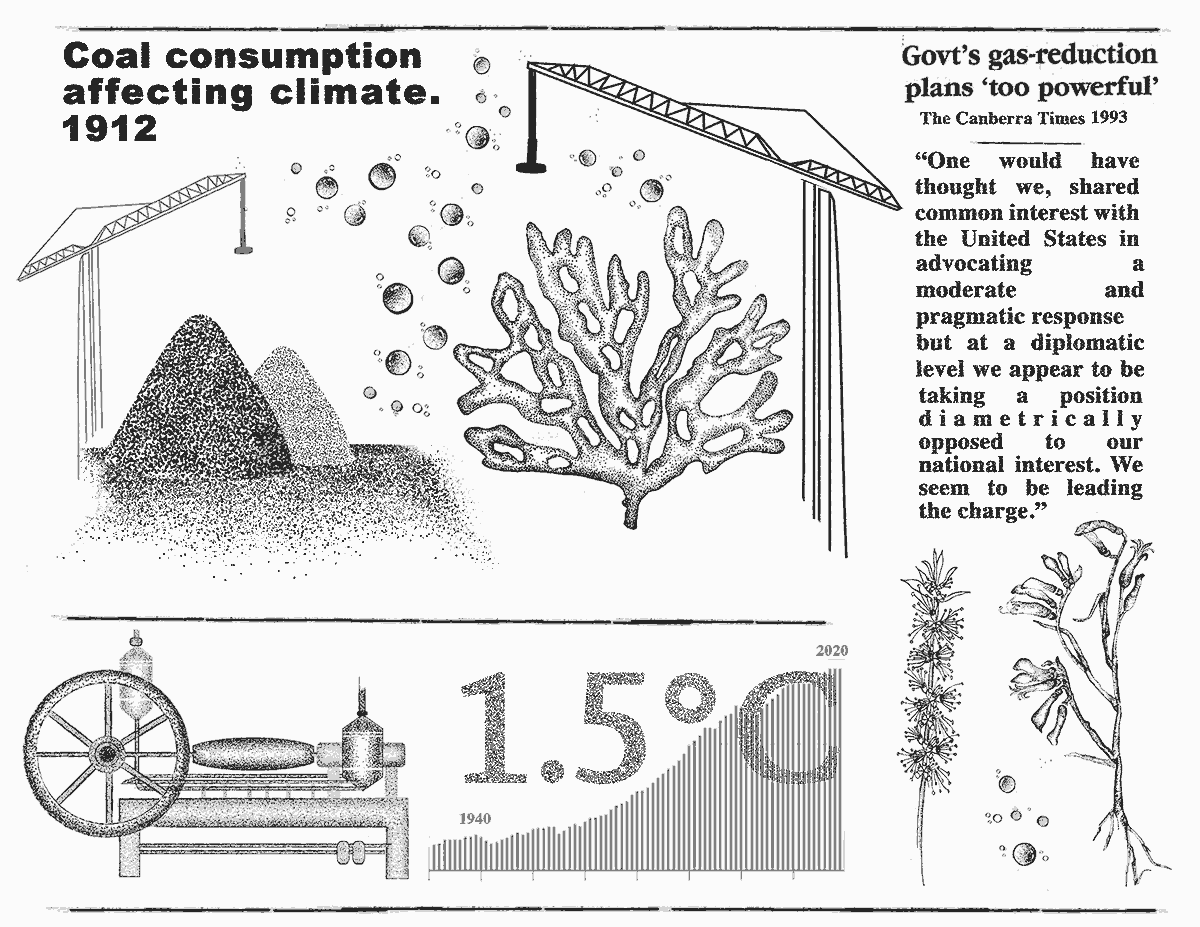 Coal consumption
affecting climate.
1912
Govt's gas-reduction
plans ‘too powerful’
The Canberra Times 1993
“One would have
thought we, shared
common interest with
the United States in
advocating a
moderate and
pragmatic response
but at a diplomatic
level we appear to be
taking a position
diametrically
opposed to our
national interest. We
seem to be leading
the charge.”
1.5°C
2020
1940